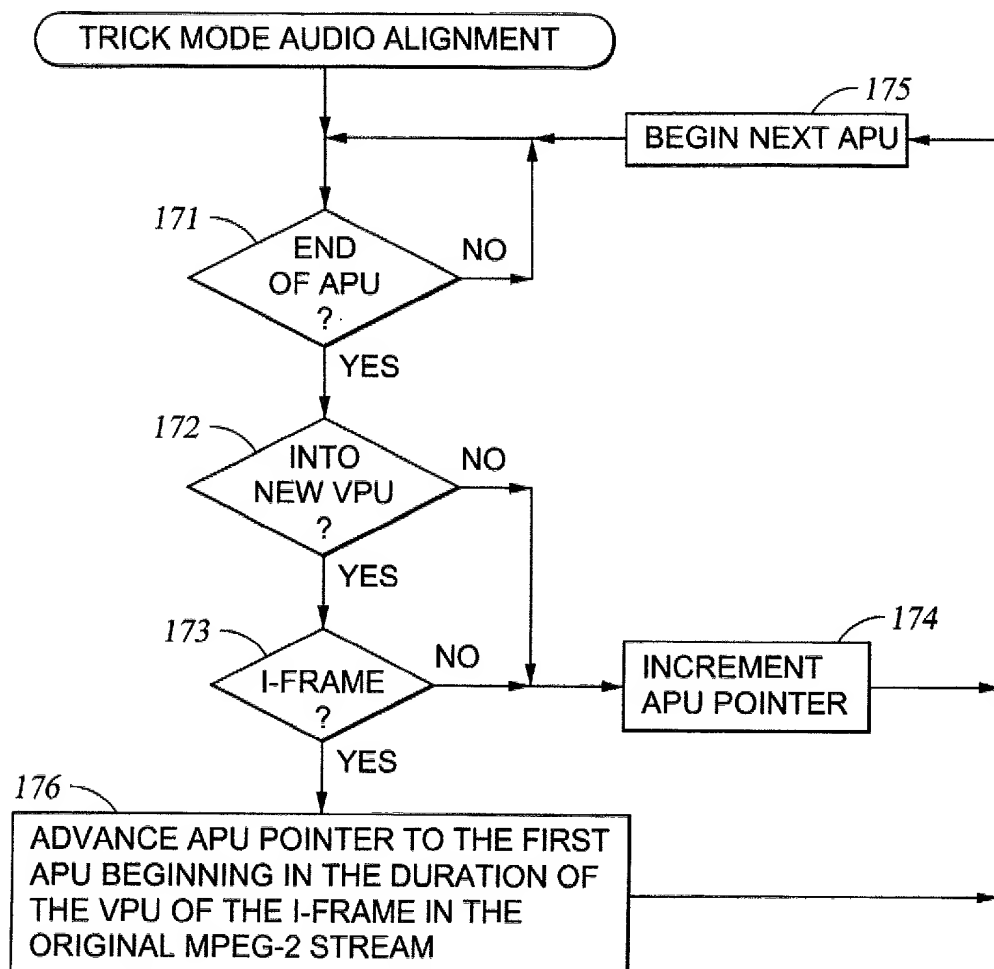 TRICK MODE AUDIO ALIGNMENT
175
BEGIN NEXT APU
171
END
OF APU
?
NO
YES
172
INTO
NEW VPU
?
NO
YES
173
I-FRAME
?
NO
174
INCREMENT
APU POINTER
YES
176
ADVANCE APU POINTER TO THE FIRST
APU BEGINNING IN THE DURATION OF
THE VPU OF THE I-FRAME IN THE
ORIGINAL MPEG-2 STREAM